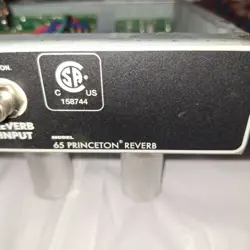 ON.
SA
C US
158744
REVERB
INPUT
MODEL
65 PRINCETON® REVERB